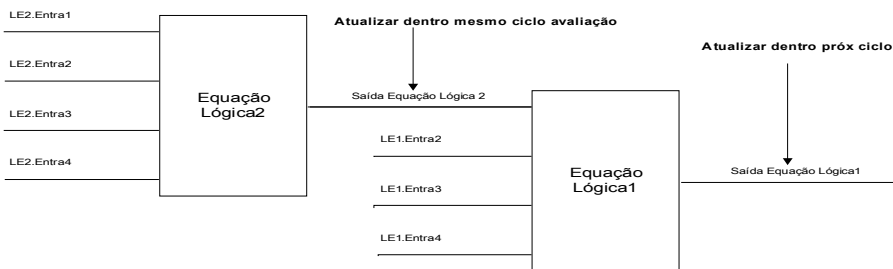 LE2.Entra1
Atualizar dentro mesmo ciclo avaliação
Atualizar dentro próx ciclo
LE2.Entra2
Equação
Lógica2
Saída Equação Lógica 2
LE2.Entra3
LE1.Entra2
LE2.Entra4
Equação
Lógica1
Saída Equação Lógica1
LE1.Entra3
LE1.Entra4